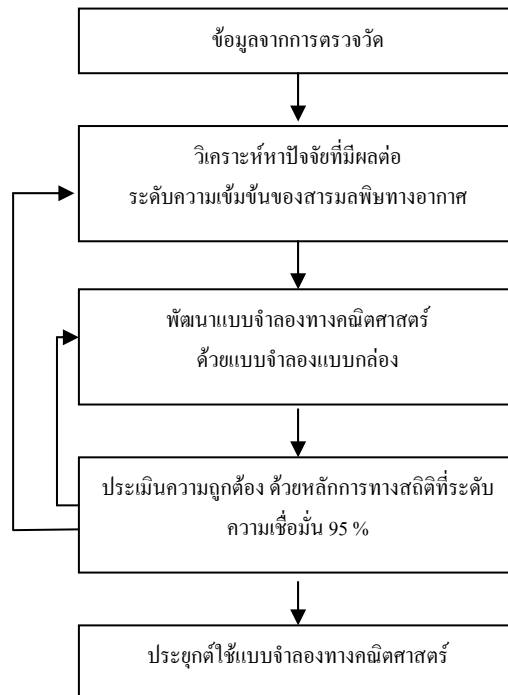 ข้อมูลจากการตรวจวัด
วิเคราะห์หาปัจจัยที่มีผลต่อ
ระดับความเข้มข้นของสารมลพิษทางอากาศ
พัฒนาแบบจำลองทางคณิตศาสตร์
ด้วยแบบจำลองแบบกล่อง
ประเมินความถูกต้อง ด้วยหลักการทางสถิติที่ระดับ
ความเชื่อมั่น 95 %
ประยุกต์ใช้แบบจำลองทางคณิตศาสตร์